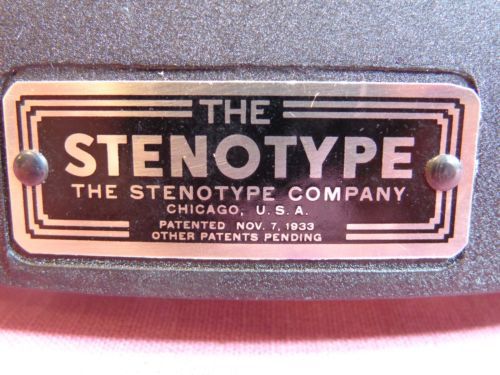 THE
STENOTYPE
THE STENOTYPE COMPANY
CHICAGO, U.S.A.
PATENTED NOV. 7, 1933
OTHER PATENTS PENDING